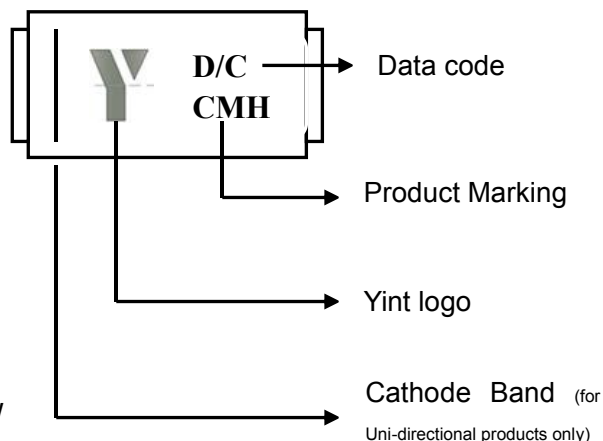 D/C
Data code
CMH
Product Marking
Yint logo
Cathode Band (for
Uni-directional products only)